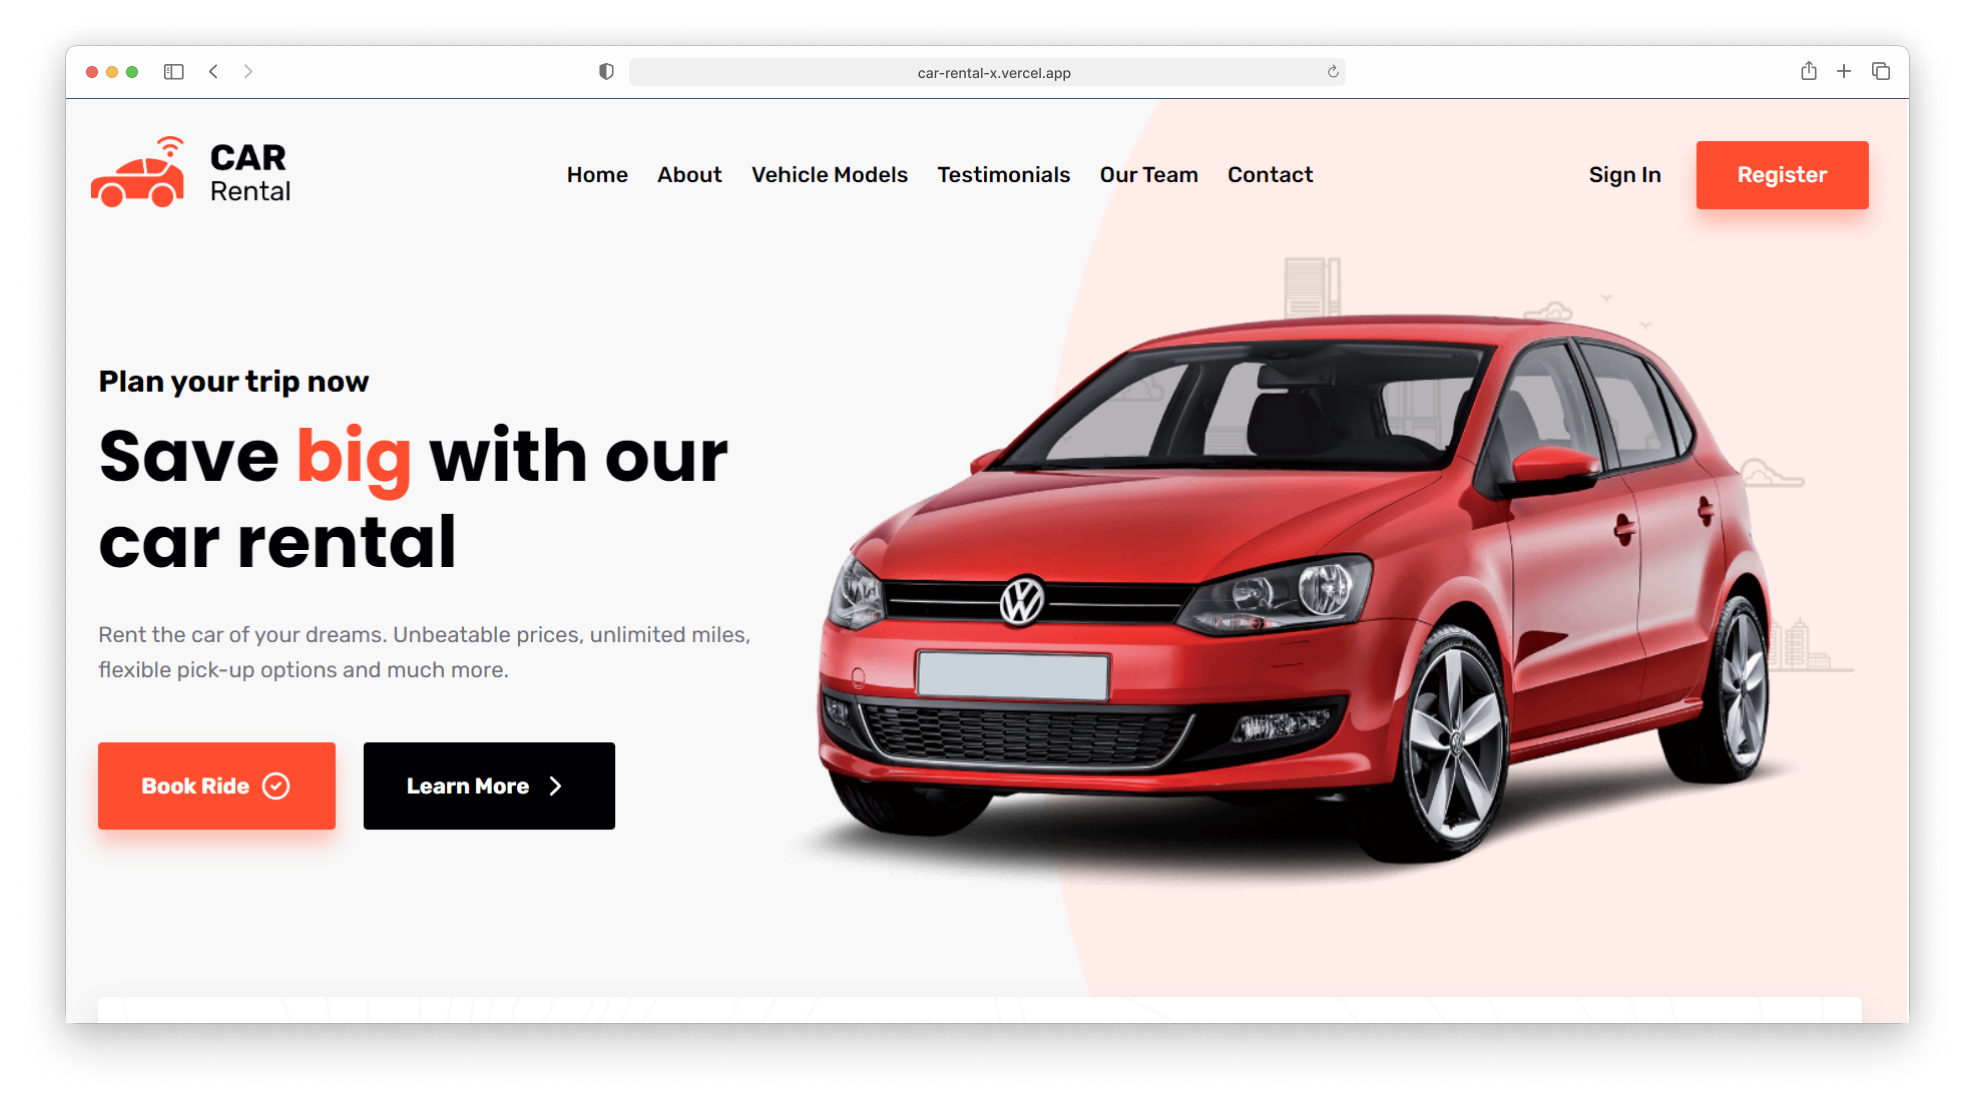 car-rental-x.vercel.app
CAR
Rental
Home About Vehicle Models Testimonials Our Team Contact
Sign In Register
Plan your trip now
Save big with our
car rental
Rent the car of your dreams. Unbeatable prices, unlimited miles,
flexible pick-up options and much more.
Book Ride
Learn More